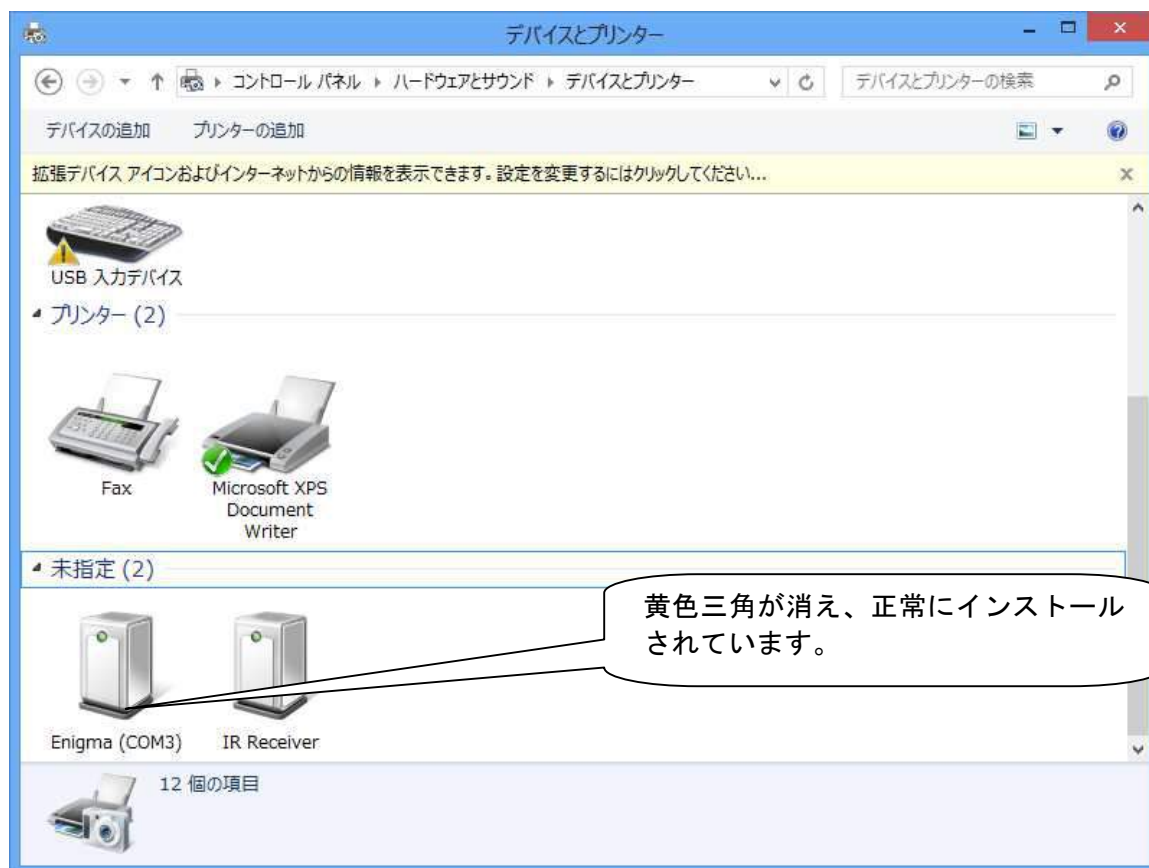 デバイスとプリンター
コントロール パネル ▸ ハードウェアとサウンド ▸ デバイスとプリンター
デバイスとプリンターの検索
デバイスの追加 プリンターの追加
拡張デバイス アイコンおよびインターネットからの情報を表示できます。設定を変更するにはクリックしてください...
USB 入力デバイス
プリンター (2)
Fax
Microsoft XPS
Document
Writer
未指定 (2)
黄色三角が消え、正常にインストール
されています。
Enigma (COM3)
IR Receiver
12 個の項目